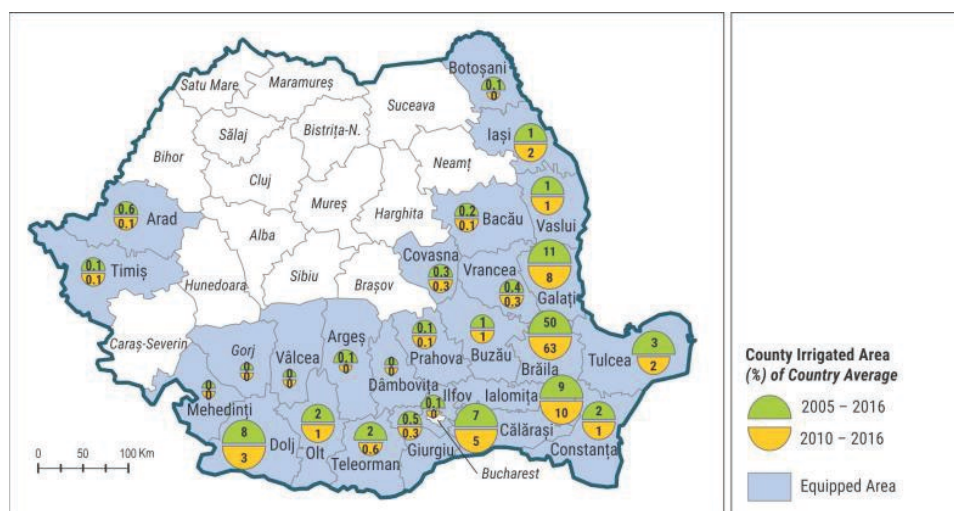 Botoșani
0.1
0
Satu Mare
Maramureș
Suceava
Iași
1
2
Sălaj
Bistrița-N.
Bihor
Neamț
Cluj
1
1
Vaslui
Mureș
Harghita
0.2
0.1
Bacău
0.6
0.1
Arad
Alba
Covasna
0.3
0.3
Vrancea
0.4
0.3
11
8
Galați
0.1
0.1
Timiș
Hunedoara
Sibiu
Brașov
Caraș-Severin
Gorj
0
0
Vâlcea
0
0
Argeș
0.1
0
0
0
Dâmbovița
0.1
0.1
Prahova
1
1
Buzău
50
63
Brăila
Tulcea
3
2
0
0
Mehedinți
Ilfov
0.1
0
Ialomița
9
10
8
3
Dolj
2
1
Olt
2
0.6
Teleorman
0.5
0.3
Giurgiu
7
5
Călărași
2
1
Constanța
Bucharest
0 50 100 Km
County Irrigated Area
(%) of Country Average
2005 – 2016
2010 – 2016
Equipped Area